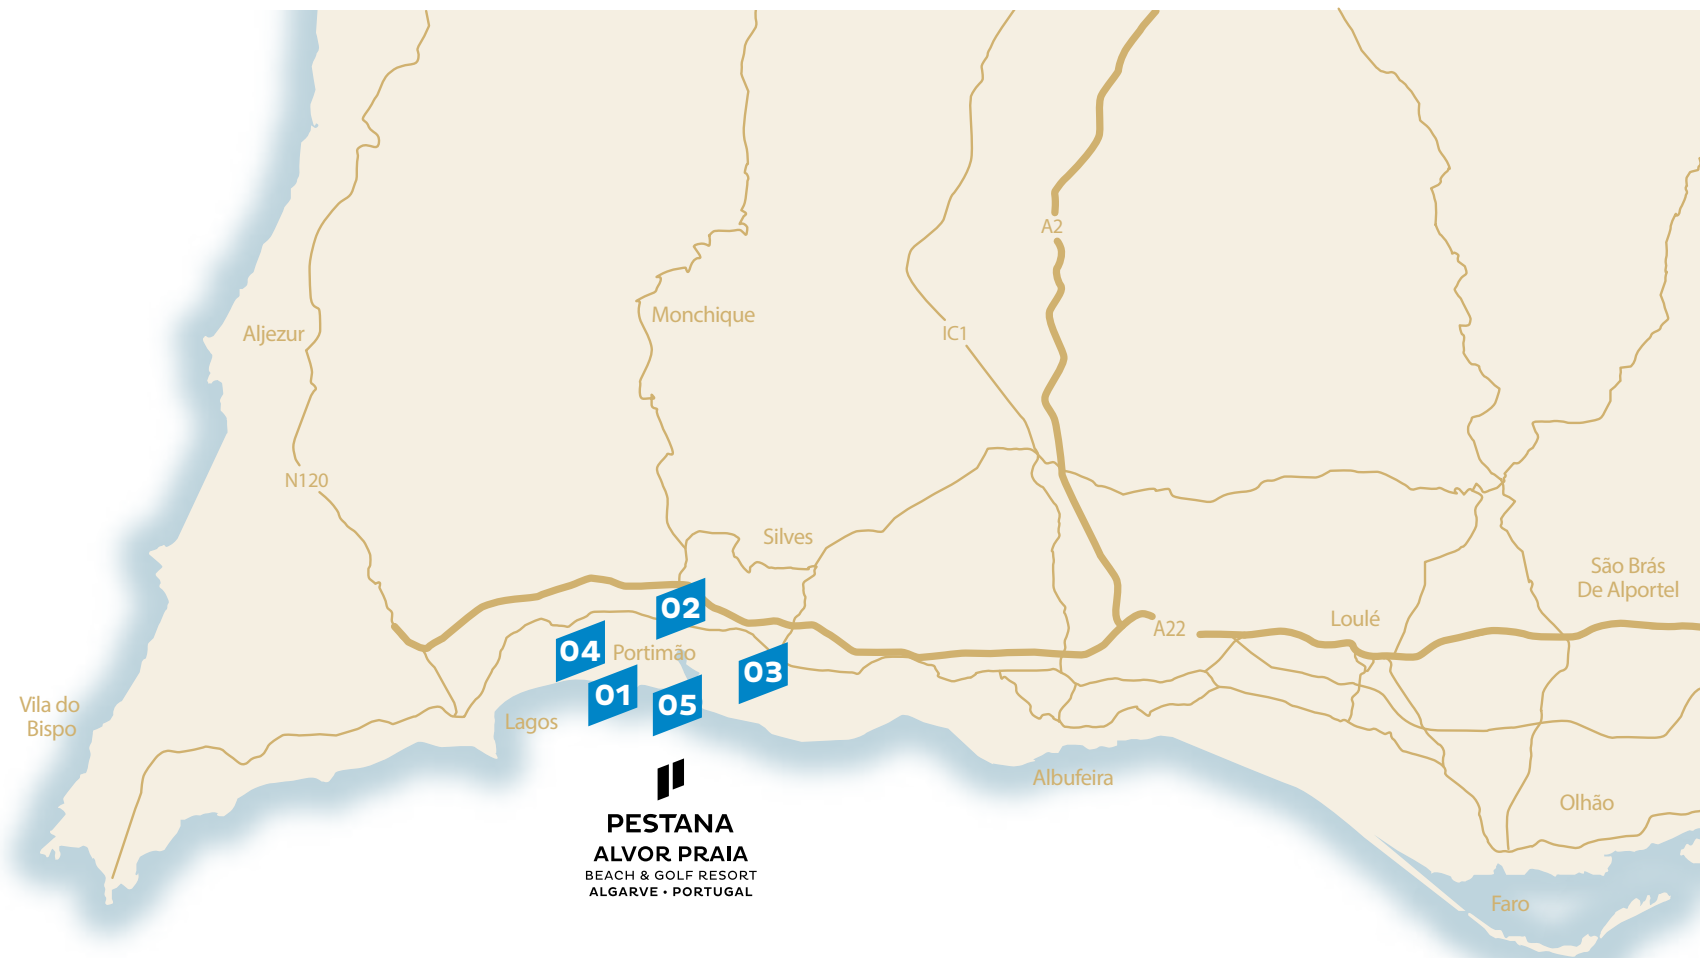 A2
Monchique
Aljezur
IC1
N120
Silves
São Brás
De Alportel
02
Loulé
A22
04
Portimão
03
01
05
Vila do
Bispo
Lagos
Albufeira
Olhão
PESTANA
ALVOR PRAIA
BEACH & GOLF RESORT
ALGARVE • PORTUGAL
Faro